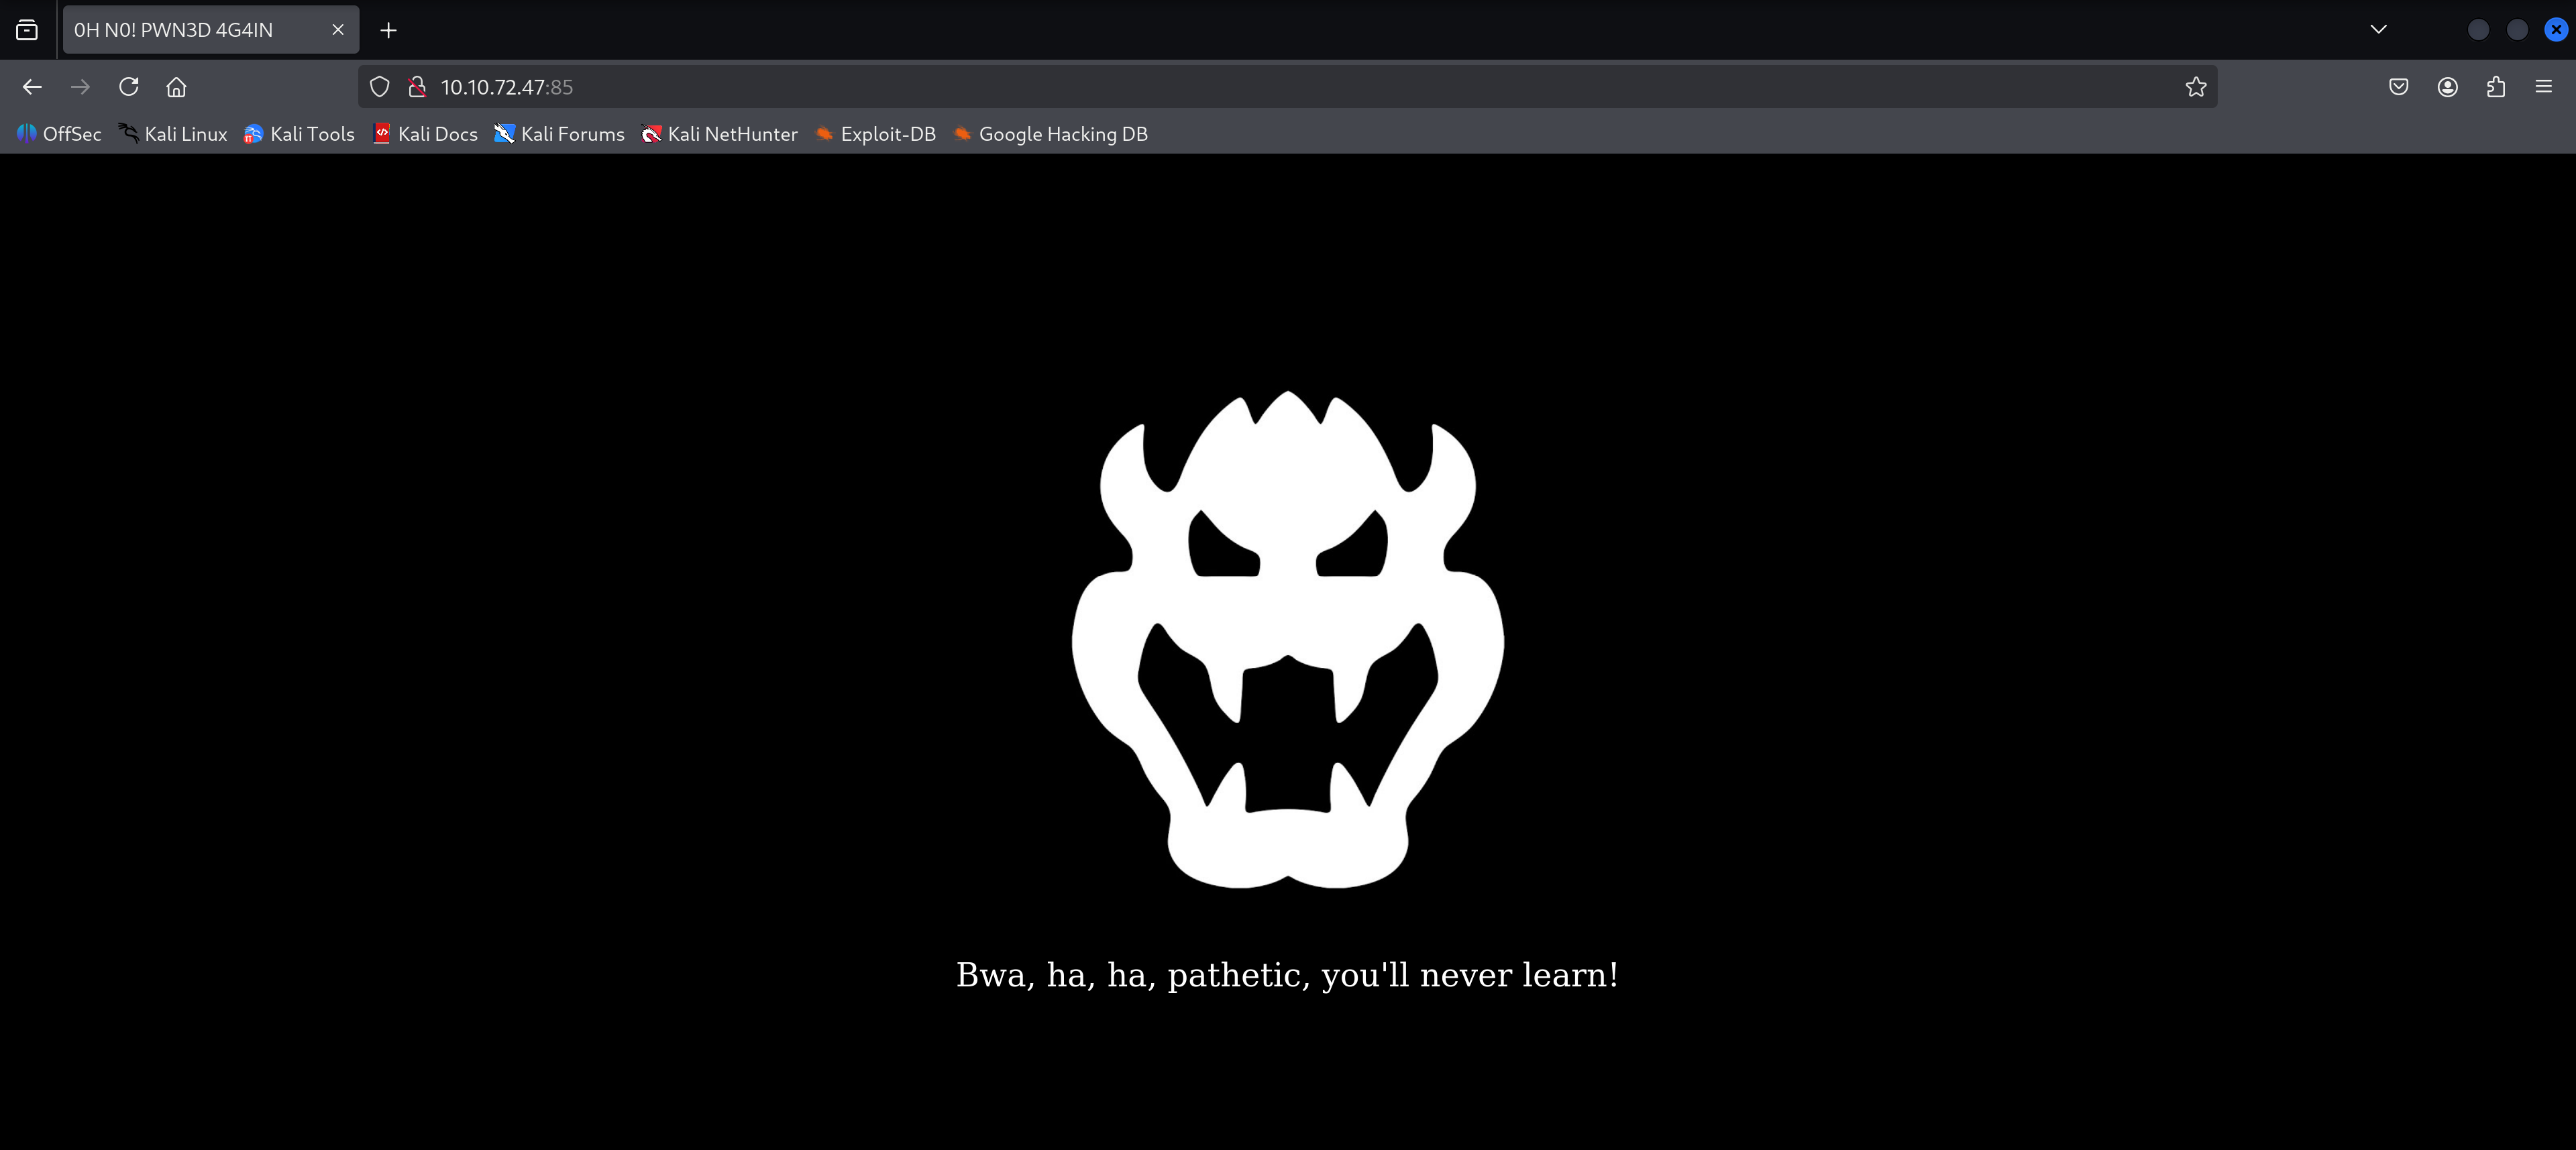 0H N0! PWN3D 4G4IN
10.10.72.47:85
OffSec Kali Linux Kali Tools Kali Docs Kali Forums Kali NetHunter Exploit-DB Google Hacking DB
Bwa, ha, ha, pathetic, you'll never learn!